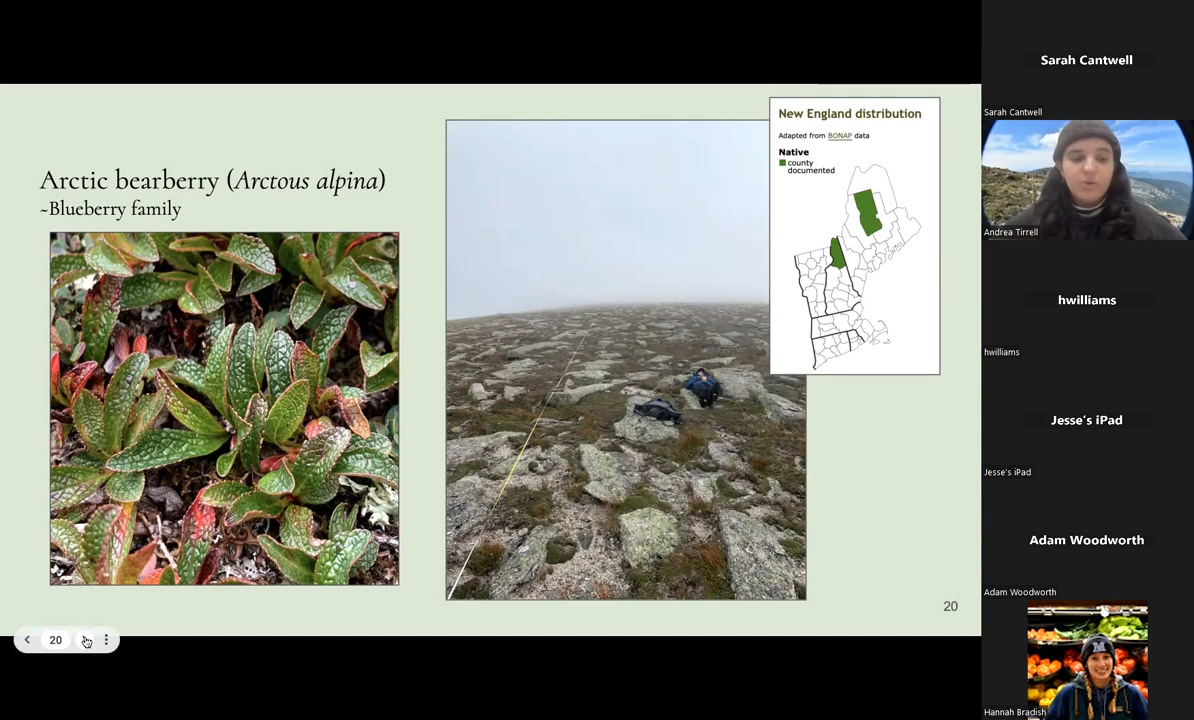 Arctic bearberry (Arctous alpina)
~Blueberry family
New England distribution
Adapted from BONAP data
Native
county
documented
20
20
Sarah Cantwell
Sarah Cantwell
Andrea Tirrell
hwilliams
hwilliams
Jesse's iPad
Jesse's iPad
Adam Woodworth
Adam Woodworth
M
Hannah Bradish